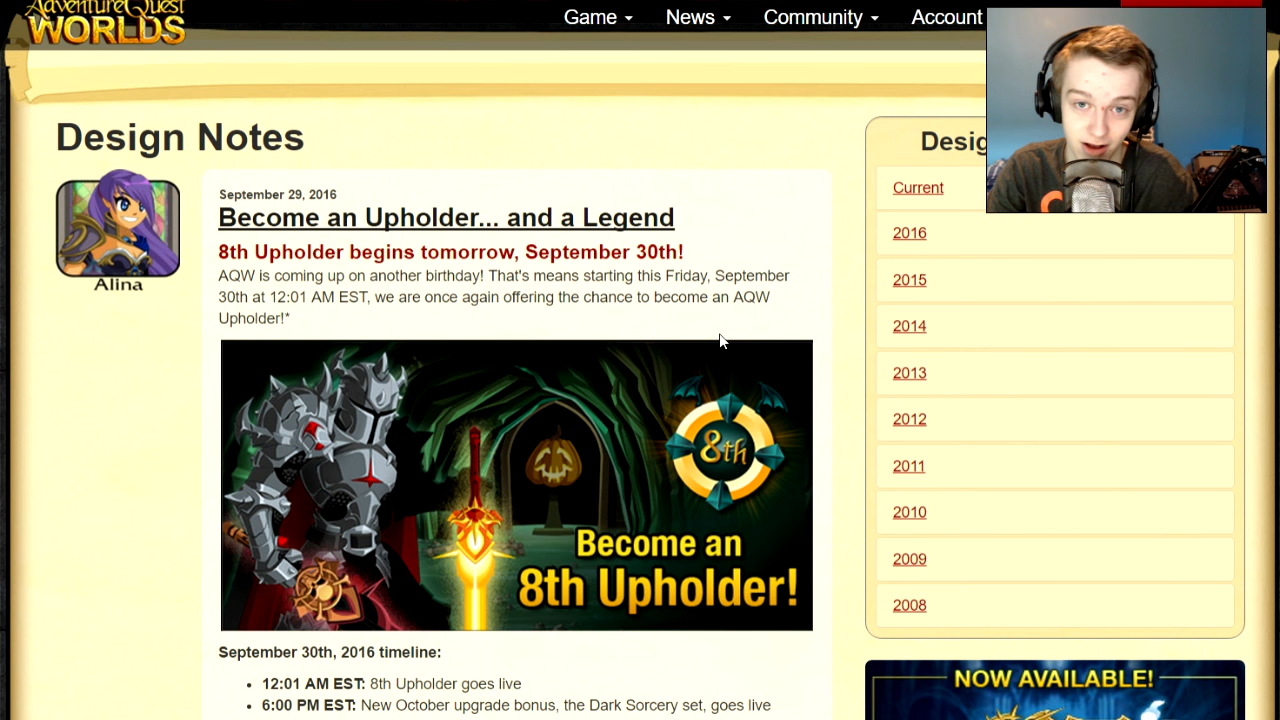 AdventureQuest
WORLDS
Game
News
Community
Account
Design Notes
Alina
September 29, 2016
Become an Upholder... and a Legend
8th Upholder begins tomorrow, September 30th!
AQW is coming up on another birthday! That's means starting this Friday, September
30th at 12:01 AM EST, we are once again offering the chance to become an AQW
Upholder!*
8th
Become an
8th Upholder!
September 30th, 2016 timeline:
• 12:01 AM EST: 8th Upholder goes live
• 6:00 PM EST: New October upgrade bonus, the Dark Sorcery set, goes live
Current
2016
2015
2014
2013
2012
2011
2010
2009
2008
NOW AVAILABLE!